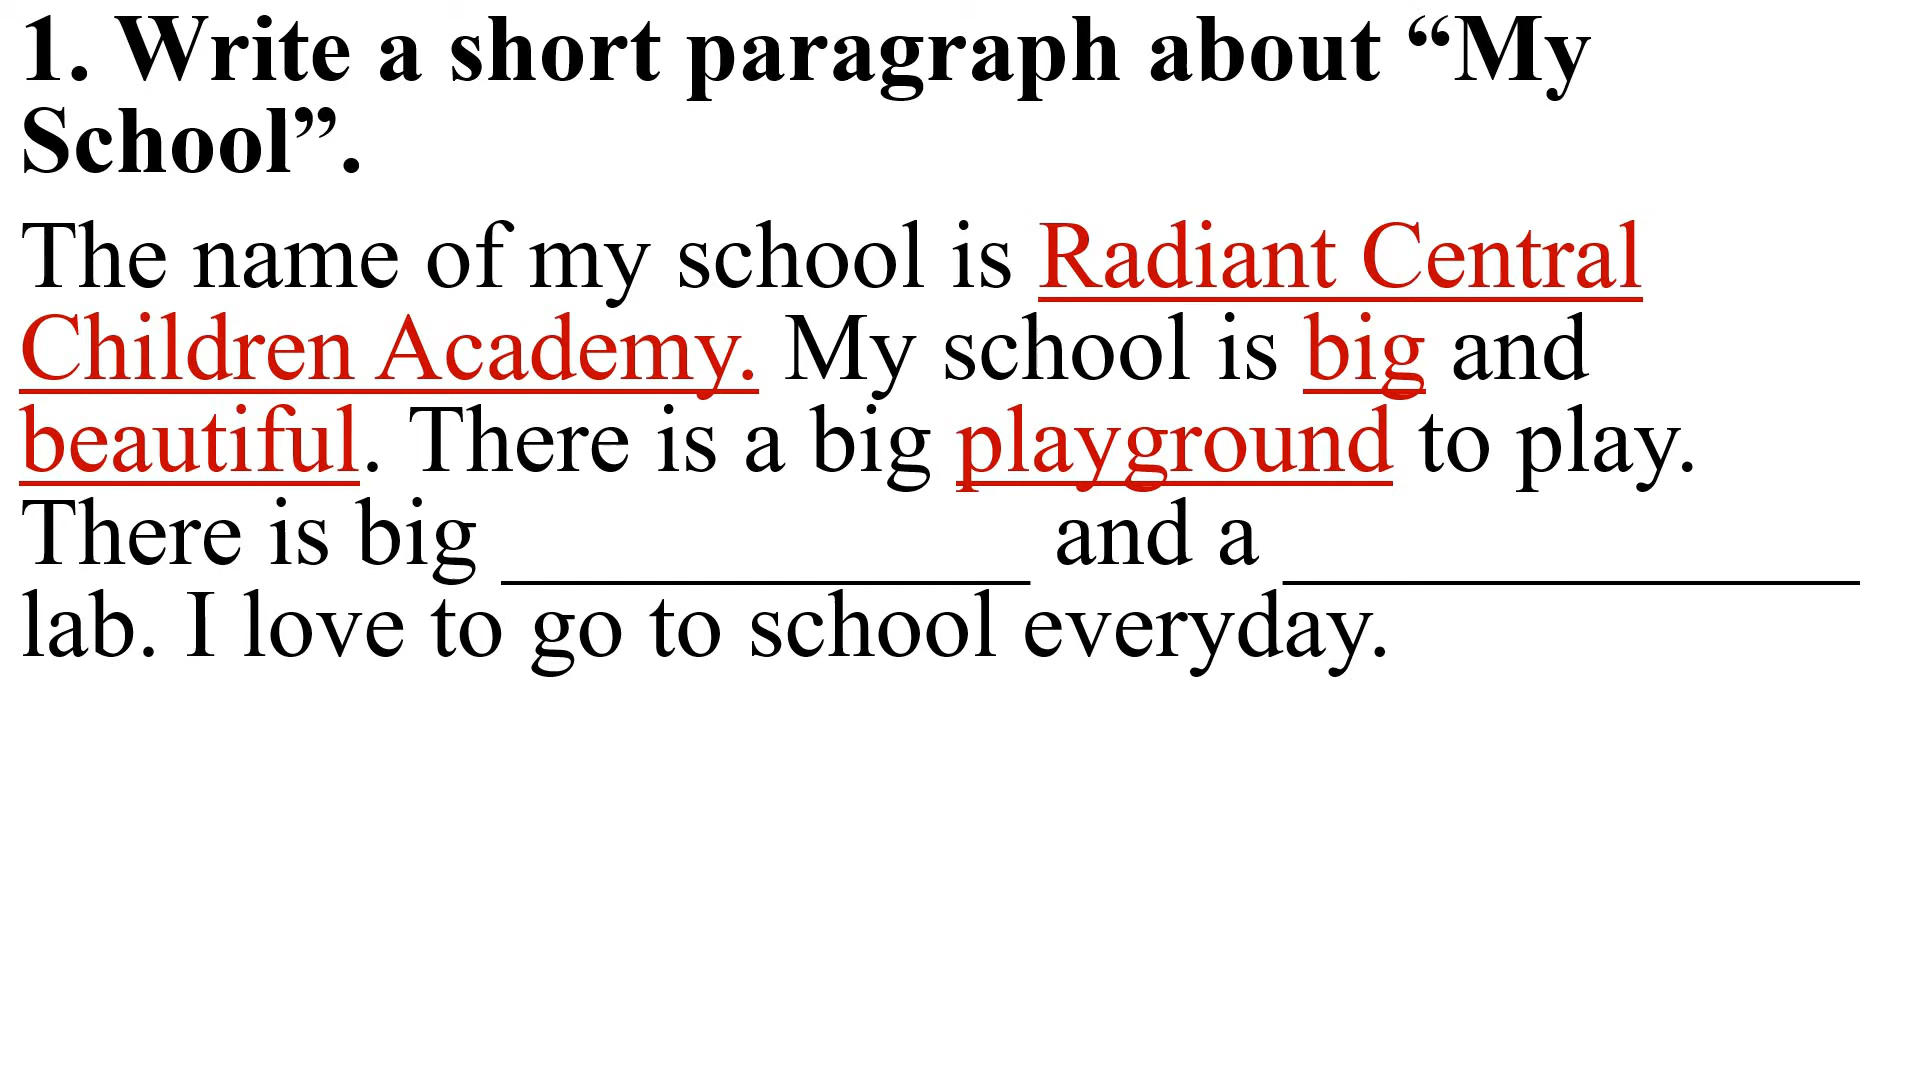 1. Write a short paragraph about “My
School”.
The name of my school is Radiant Central
Children Academy. My school is big and
beautiful. There is a big playground to play.
There is big ____________ and a _____________
lab. I love to go to school everyday.